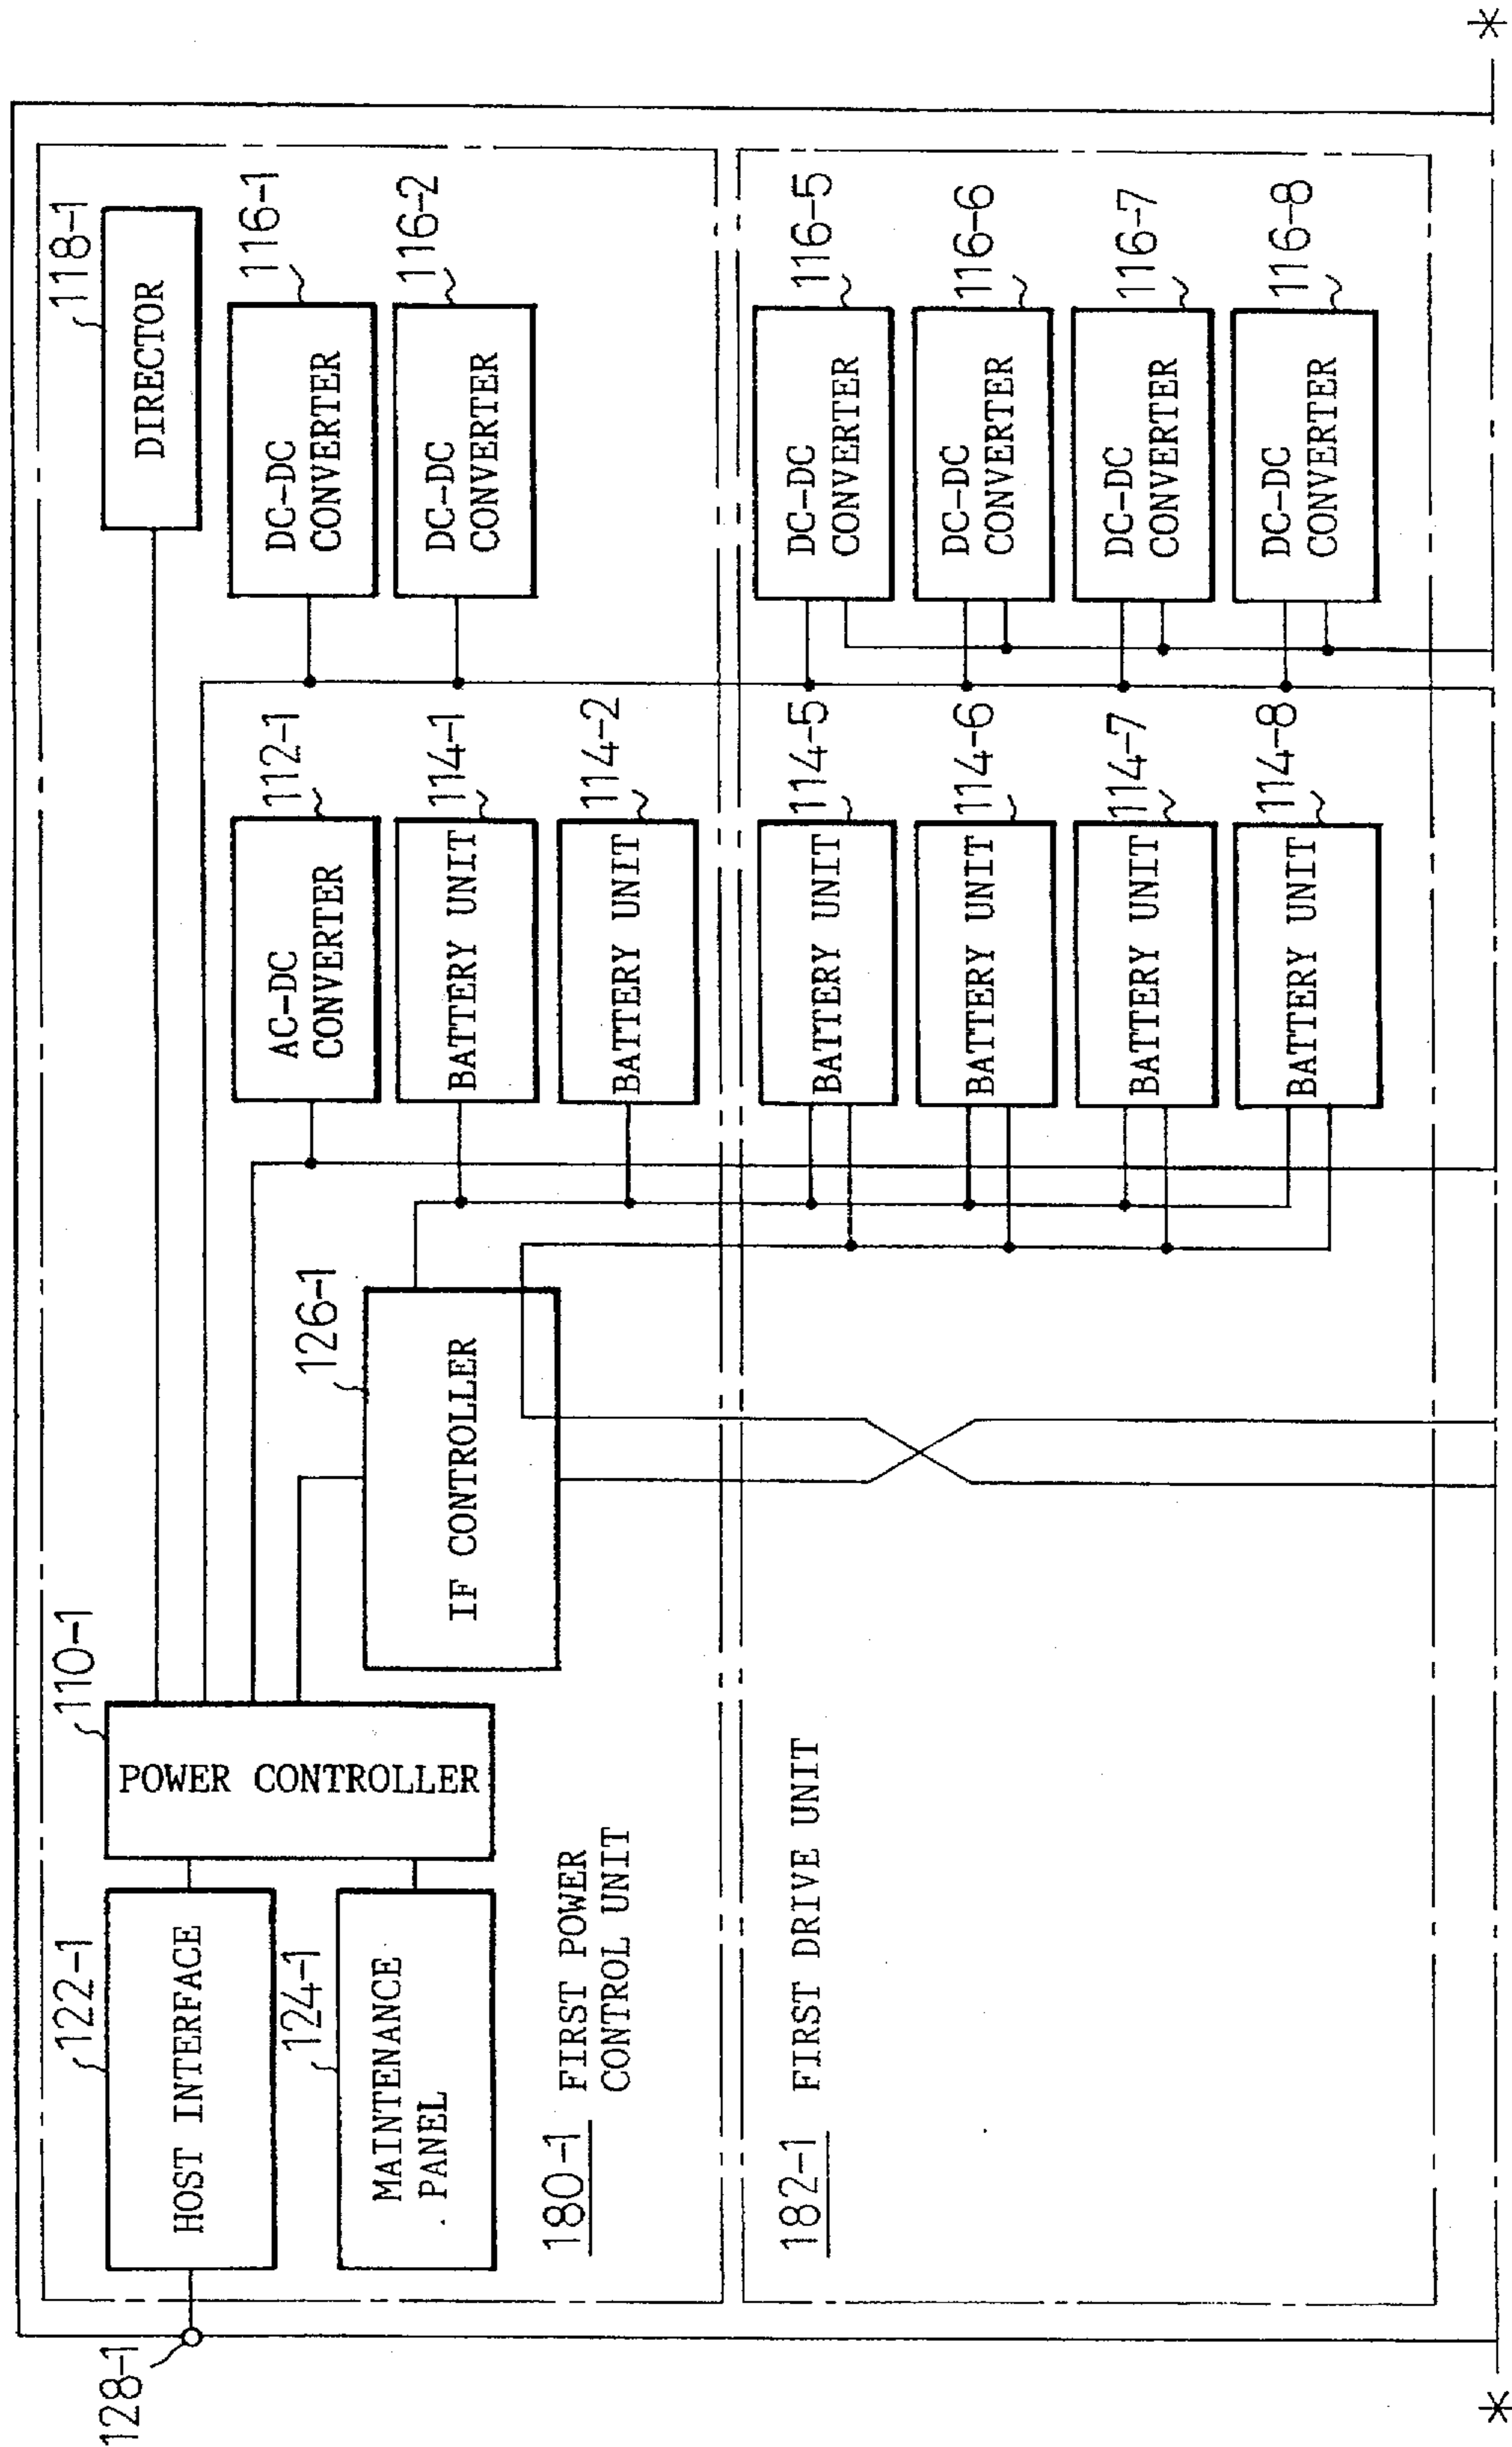 128-1
122-1
HOST INTERFACE
124-1
MAINTENANCE
PANEL
110-1
POWER CONTROLLER
118-1
DIRECTOR
126-1
IF CONTROLLER
112-1
AC-DC
CONVERTER
114-1
BATTERY UNIT
114-2
BATTERY UNIT
116-1
DC-DC
CONVERTER
116-2
DC-DC
CONVERTER
180-1 FIRST POWER
CONTROL UNIT
182-1 FIRST DRIVE UNIT
114-5
BATTERY UNIT
114-6
BATTERY UNIT
114-7
BATTERY UNIT
114-8
BATTERY UNIT
116-5
DC-DC
CONVERTER
116-6
DC-DC
CONVERTER
116-7
DC-DC
CONVERTER
116-8
DC-DC
CONVERTER
* *